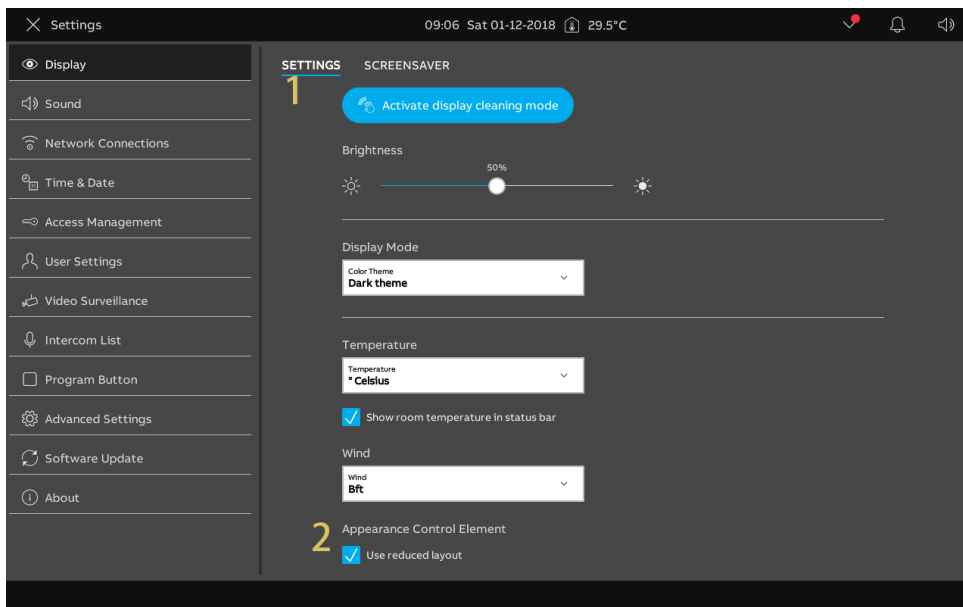 Settings
09:06 Sat 01-12-2018 29.5°C
Display
Sound
Network Connections
Time & Date
Access Management
User Settings
Video Surveillance
Intercom List
Program Button
Advanced Settings
Software Update
About
SETTINGS SCREENSAVER
1
Activate display cleaning mode
Brightness
50%
Display Mode
Color Theme
Dark theme
Temperature
Temperature
° Celsius
Show room temperature in status bar
Wind
Wind
Bft
2
Appearance Control Element
Use reduced layout